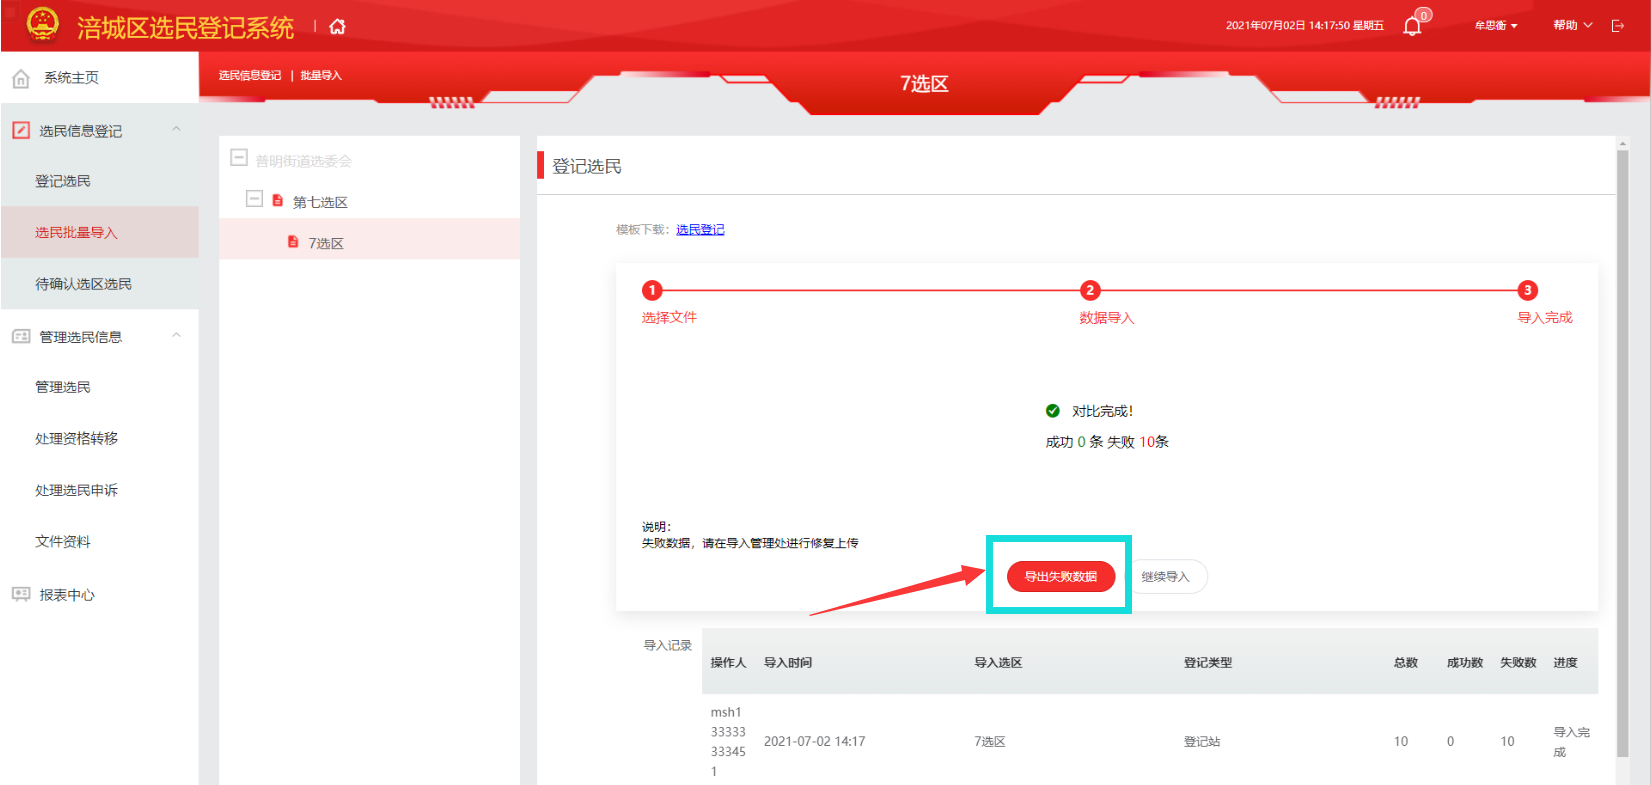 涪城区选民登记系统
2021年07月02日 14:17:50 星期五
0
牟思蘅
帮助
系统主页
选民信息登记 | 批量导入
7选区
选民信息登记
登记选民
选民批量导入
待确认选区选民
管理选民信息
管理选民
处理资格转移
处理选民申诉
文件资料
报表中心
普明街道选委会
第七选区
7选区
登记选民
模板下载: 选民登记
1
2
3
选择文件
数据导入
导入完成
对比完成!
成功 0 条 失败 10条
说明:
失败数据，请在导入管理处进行修复上传
导出失败数据
继续导入
导入记录
操作人 导入时间 导入选区 登记类型 总数 成功数 失败数 进度
msh1
33333
33345
1
2021-07-02 14:17
7选区
登记站
10
0
10
导入完
成